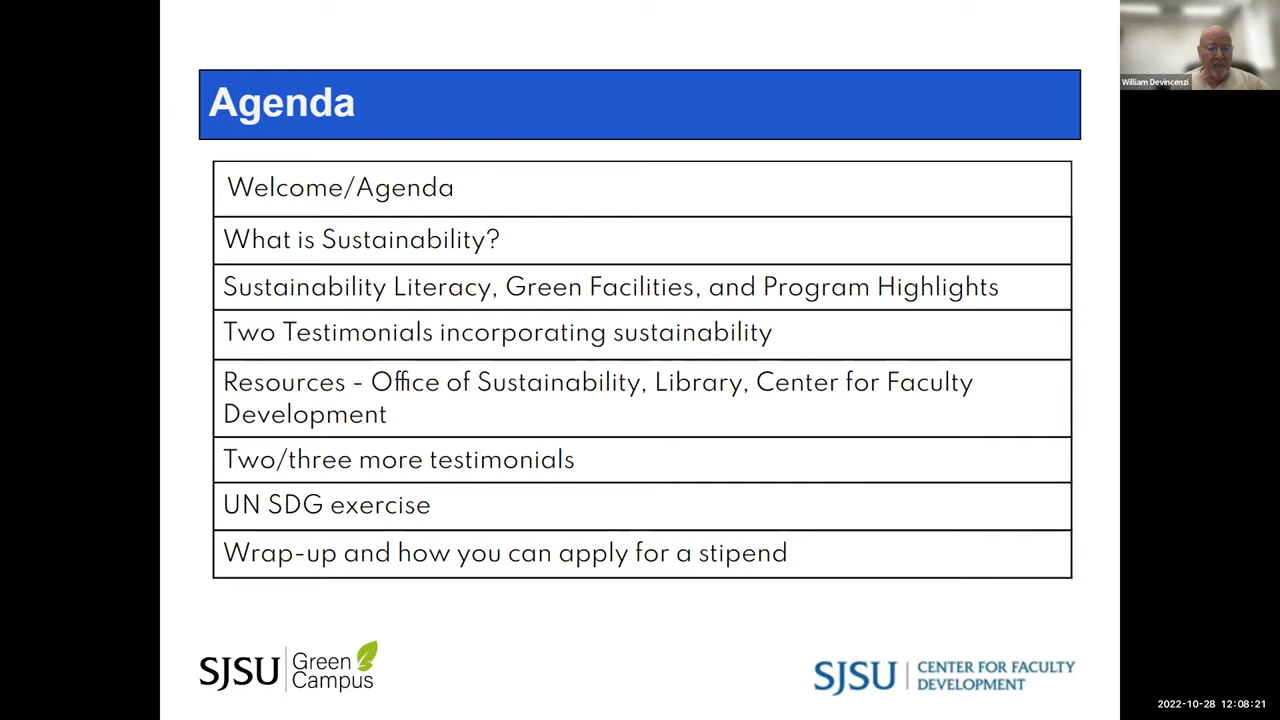 Agenda
Welcome/Agenda
What is Sustainability?
Sustainability Literacy, Green Facilities, and Program Highlights
Two Testimonials incorporating sustainability
Resources - Office of Sustainability, Library, Center for Faculty
Development
Two/three more testimonials
UN SDG exercise
Wrap-up and how you can apply for a stipend
SJSU Green
Campus
SJSU CENTER FOR FACULTY
DEVELOPMENT
William Devincenzi
2022-10-28 12:08:21